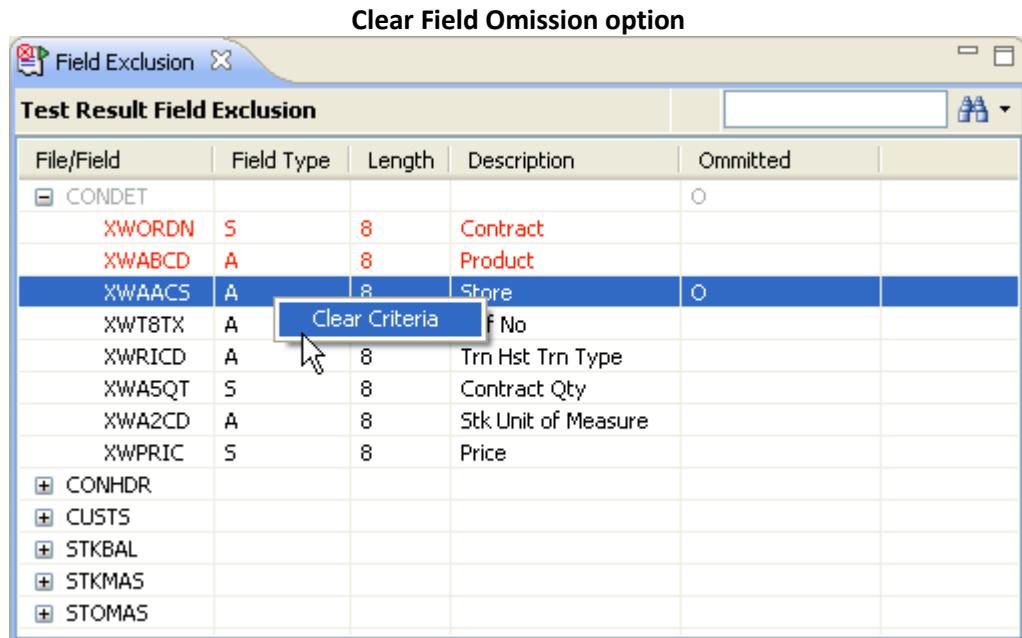 Clear Field Omission option
Field Exclusion
Test Result Field Exclusion
File/Field Field Type Length Description Ommitted
CONDET O
XWORDN S 8 Contract
XWABCD A 8 Product
XWAACS A 8 Store O
Clear Criteria
XWT8TX A No
XWRICD A 8 Trn Hst Trn Type
XWA5QT S 8 Contract Qty
XWA2CD A 8 Stk Unit of Measure
XWPRIC S 8 Price
CONHDR
CUSTS
STKBAL
STKMAS
STOMAS